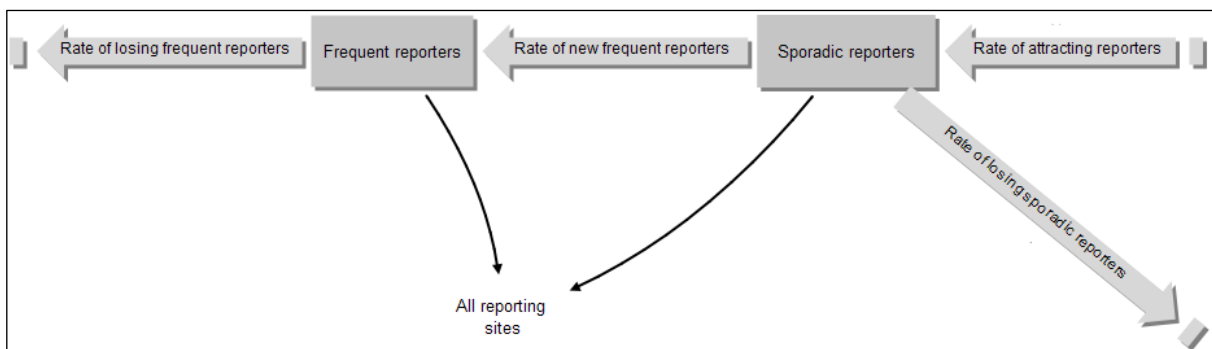 Rate of losing frequent reporters
Frequent reporters
Rate of new frequent reporters
Sporadic reporters
Rate of attracting reporters
Rate of losing sporadic reporters
All reporting
sites